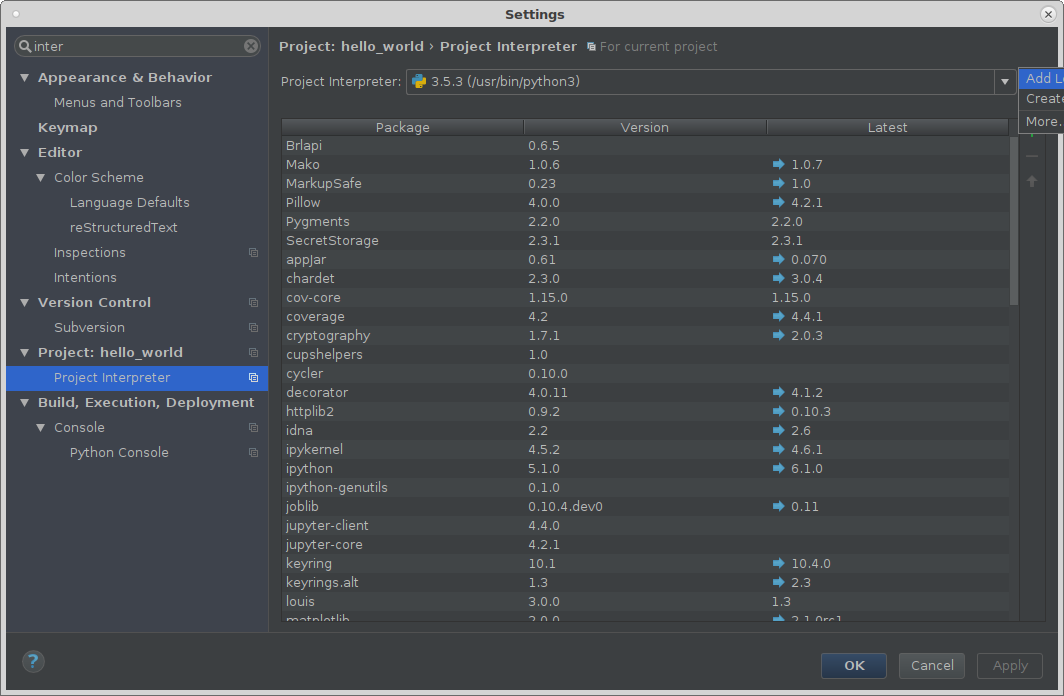 Settings
inter
Appearance & Behavior
Menus and Toolbars
Keymap
Editor
Color Scheme
Language Defaults
reStructuredText
Inspections
Intentions
Version Control
Subversion
Project: hello_world
Project Interpreter
Build, Execution, Deployment
Console
Python Console
Project: hello_world › Project Interpreter For current project
Project Interpreter: 3.5.3 (/usr/bin/python3)
Add L
Create
More.
Package Version Latest
Brlapi 0.6.5
Mako 1.0.6 1.0.7
MarkupSafe 0.23 1.0
Pillow 4.0.0 4.2.1
Pygments 2.2.0 2.2.0
SecretStorage 2.3.1 2.3.1
appJar 0.61 0.070
chardet 2.3.0 3.0.4
cov-core 1.15.0 1.15.0
coverage 4.2 4.4.1
cryptography 1.7.1 2.0.3
cupshelpers 1.0
cycler 0.10.0
decorator 4.0.11 4.1.2
httplib2 0.9.2 0.10.3
idna 2.2 2.6
ipykernel 4.5.2 4.6.1
ipython 5.1.0 6.1.0
ipython-genutils 0.1.0
joblib 0.10.4.dev0 0.11
jupyter-client 4.4.0
jupyter-core 4.2.1
keyring 10.1 10.4.0
keyrings.alt 1.3 2.3
louis 3.0.0 1.3
matplotlib 2.0.0 2.1.0rc1
?
OK Cancel Apply